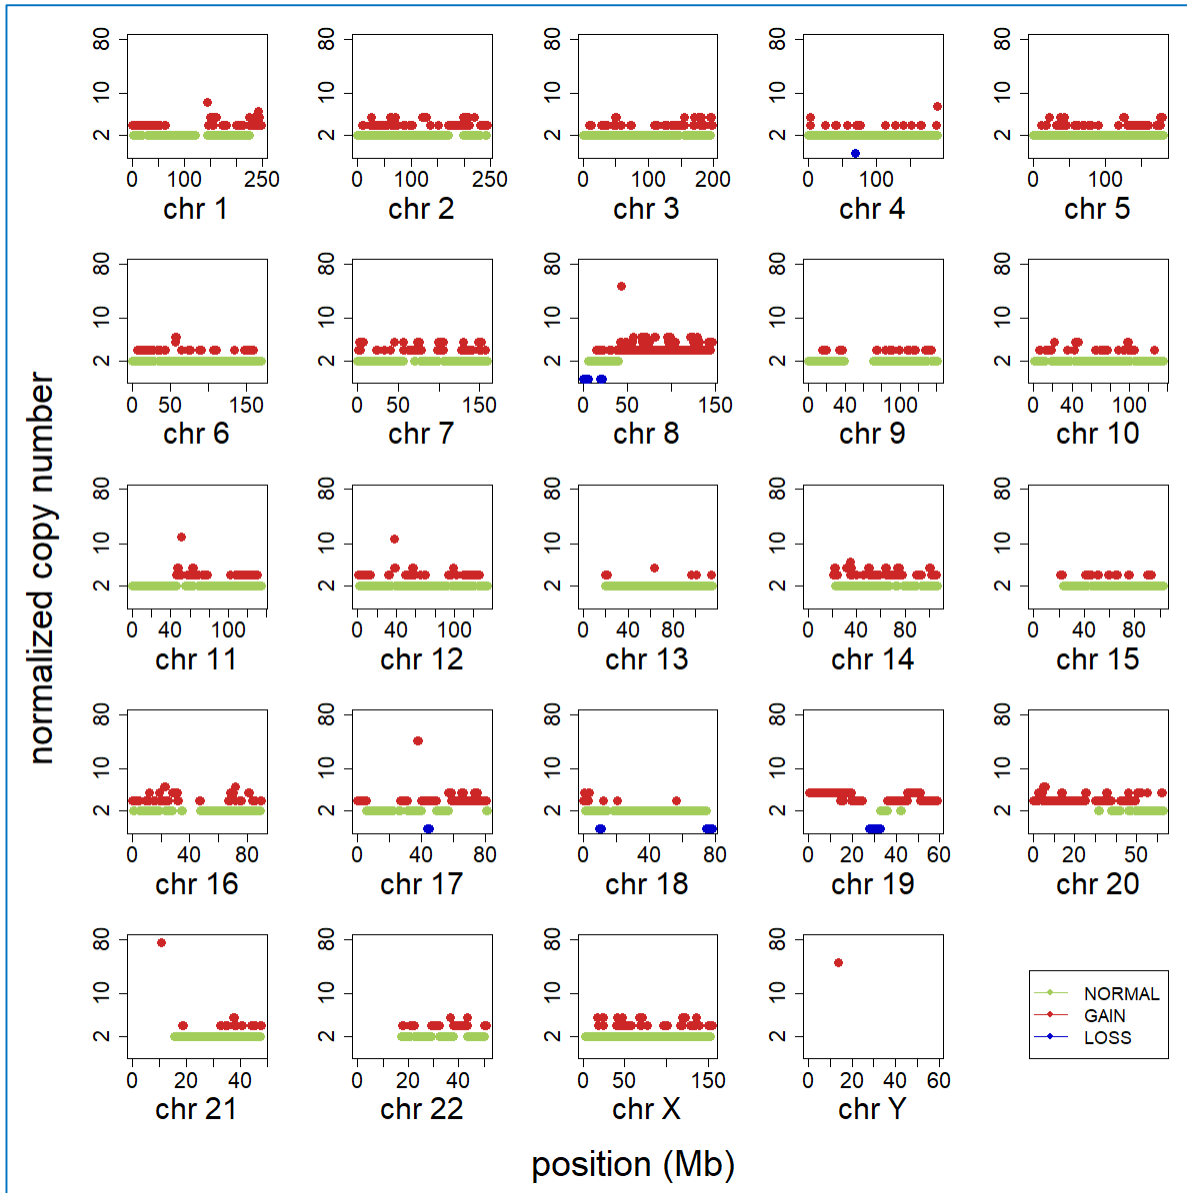 normalized copy number
80
10
2
0 100 250
chr 1
80
10
2
0 100 250
chr 2
80
10
2
0 100 200
chr 3
80
10
2
0 100
chr 4
80
10
2
0 100
chr 5
80
10
2
0 50 150
chr 6
80
10
2
0 50 150
chr 7
80
10
2
0 50 150
chr 8
80
10
2
0 40 100
chr 9
80
10
2
0 40 100
chr 10
80
10
2
0 40 100
chr 11
80
10
2
0 40 100
chr 12
80
10
2
0 40 80
chr 13
80
10
2
0 40 80
chr 14
80
10
2
0 40 80
chr 15
80
10
2
0 40 80
chr 16
80
10
2
0 40 80
chr 17
80
10
2
0 40 80
chr 18
80
10
2
0 20 40 60
chr 19
80
10
2
0 20 50
chr 20
80
10
2
0 20 40
chr 21
80
10
2
0 20 40
chr 22
80
10
2
0 50 150
chr X
80
10
2
0 20 40 60
chr Y
NORMAL
GAIN
LOSS
position (Mb)